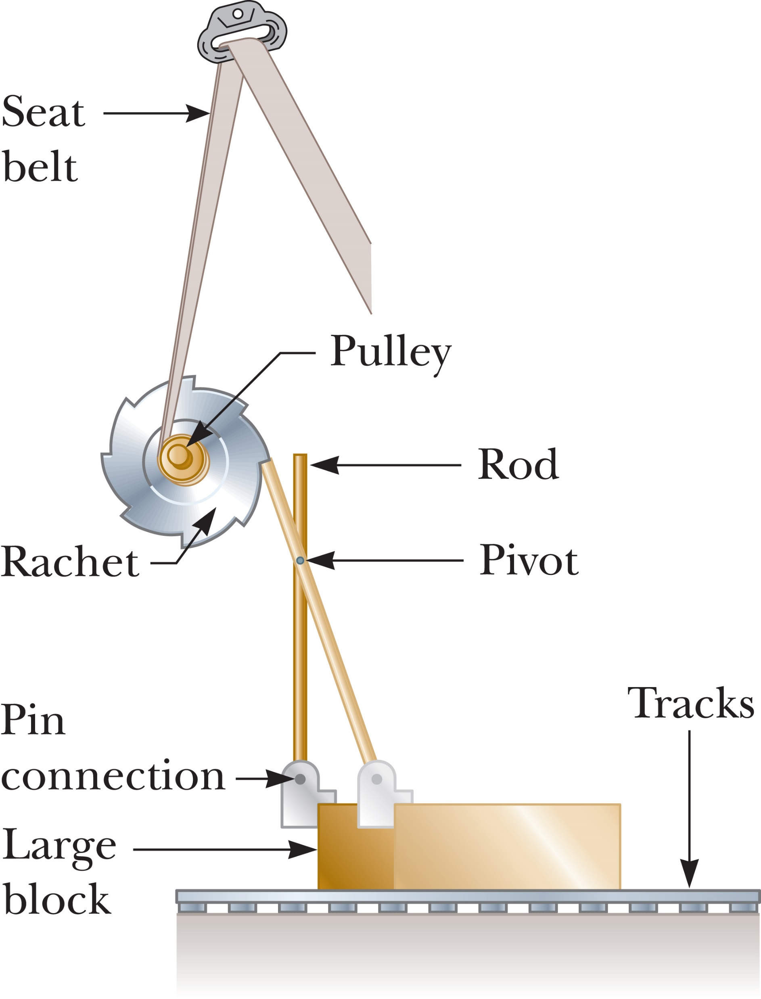 Seat
belt
Pulley
Rod
Rachet
Pivot
Pin
connection
Tracks
Large
block